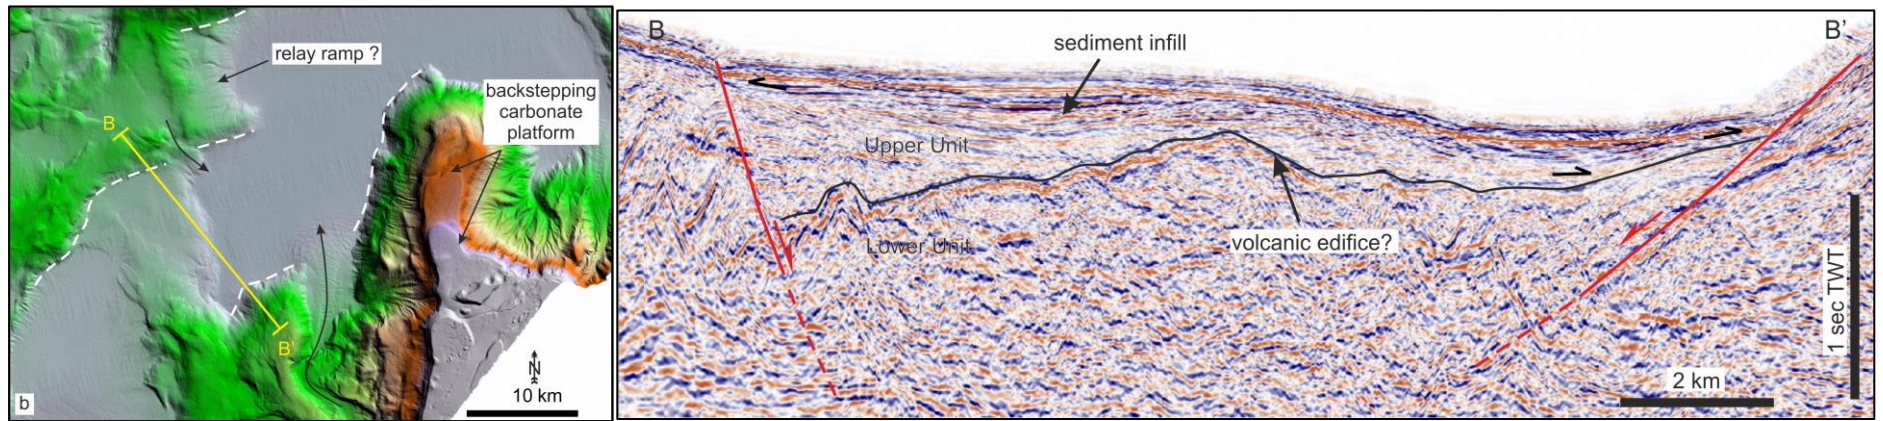 relay ramp ?
backstepping
carbonate
platform
B
B'
N
10 km
b
B
B'
sediment infill
Upper Unit
Lower Unit
volcanic edifice?
1 sec TWT
2 km